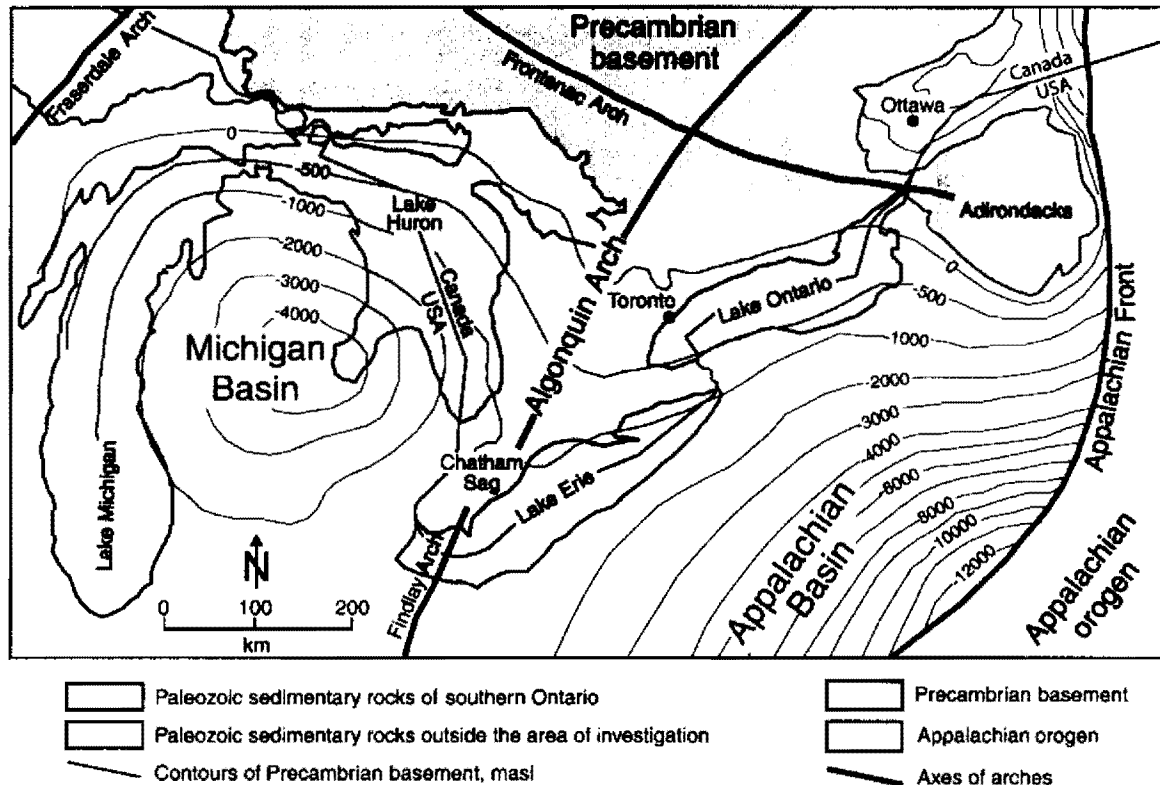 Fraserdale Arch
Precambrian
basement
Frontenac Arch
Canada
USA
Ottawa
0
-500
-1000
-2000
-3000
-4000
Lake
Huron
Canada
USA
Michigan
Basin
Lake Michigan
Algonquin Arch
Toronto
Lake Ontario
Adirondacks
0
-500
-1000
-2000
-3000
-4000
-6000
-8000
-10000
-12000
Appalachian Front
Chatham
Sag
Lake Erie
Findlay Arch
Appalachian
Basin
Appalachian
orogen
N
0 100 200
km
Paleozoic sedimentary rocks of southern Ontario
Paleozoic sedimentary rocks outside the area of investigation
Contours of Precambrian basement, masl
Precambrian basement
Appalachian orogen
Axes of arches